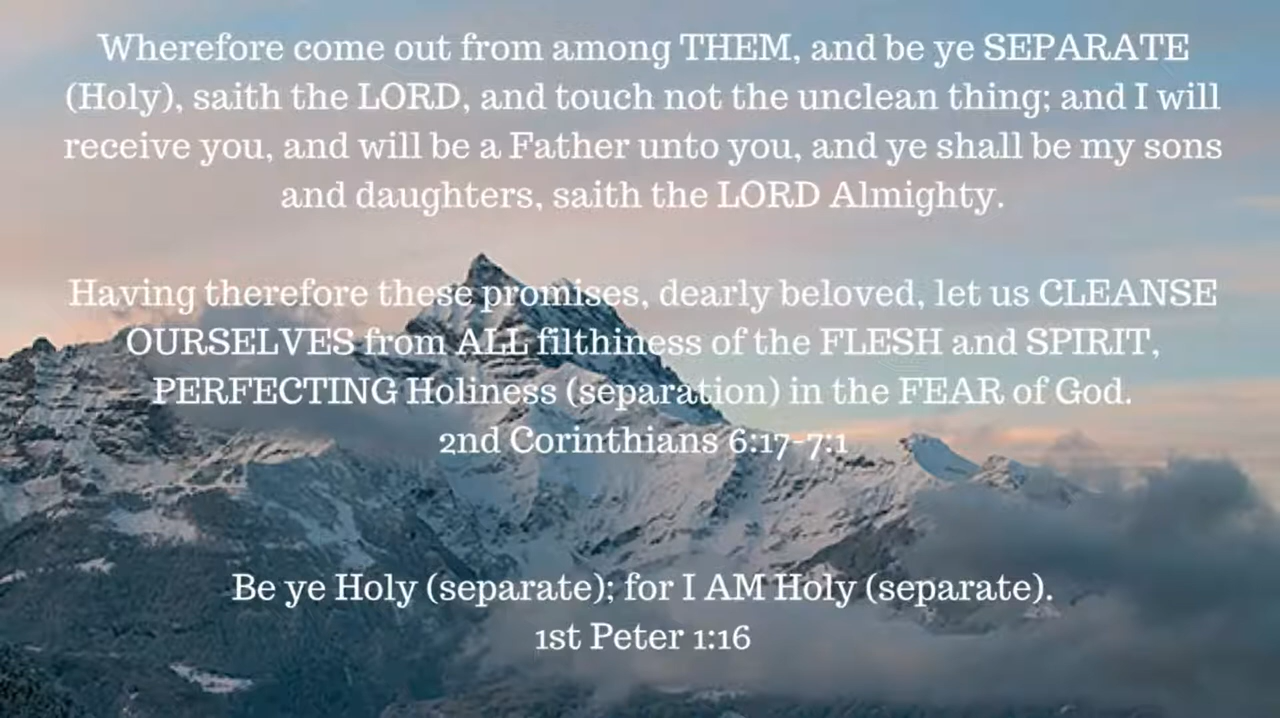 Wherefore come out from among THEM, and be ye SEPARATE
(Holy), saith the LORD, and touch not the unclean thing; and I will
receive you, and will be a Father unto you, and ye shall be my sons
and daughters, saith the LORD Almighty.
Having therefore these promises, dearly beloved, let us CLEANSE
OURSELVES from ALL filthiness of the FLESH and SPIRIT,
PERFECTING Holiness (separation) in the FEAR of God.
2nd Corinthians 6:17-7:1
Be ye Holy (separate); for I AM Holy (separate).
1st Peter 1:16